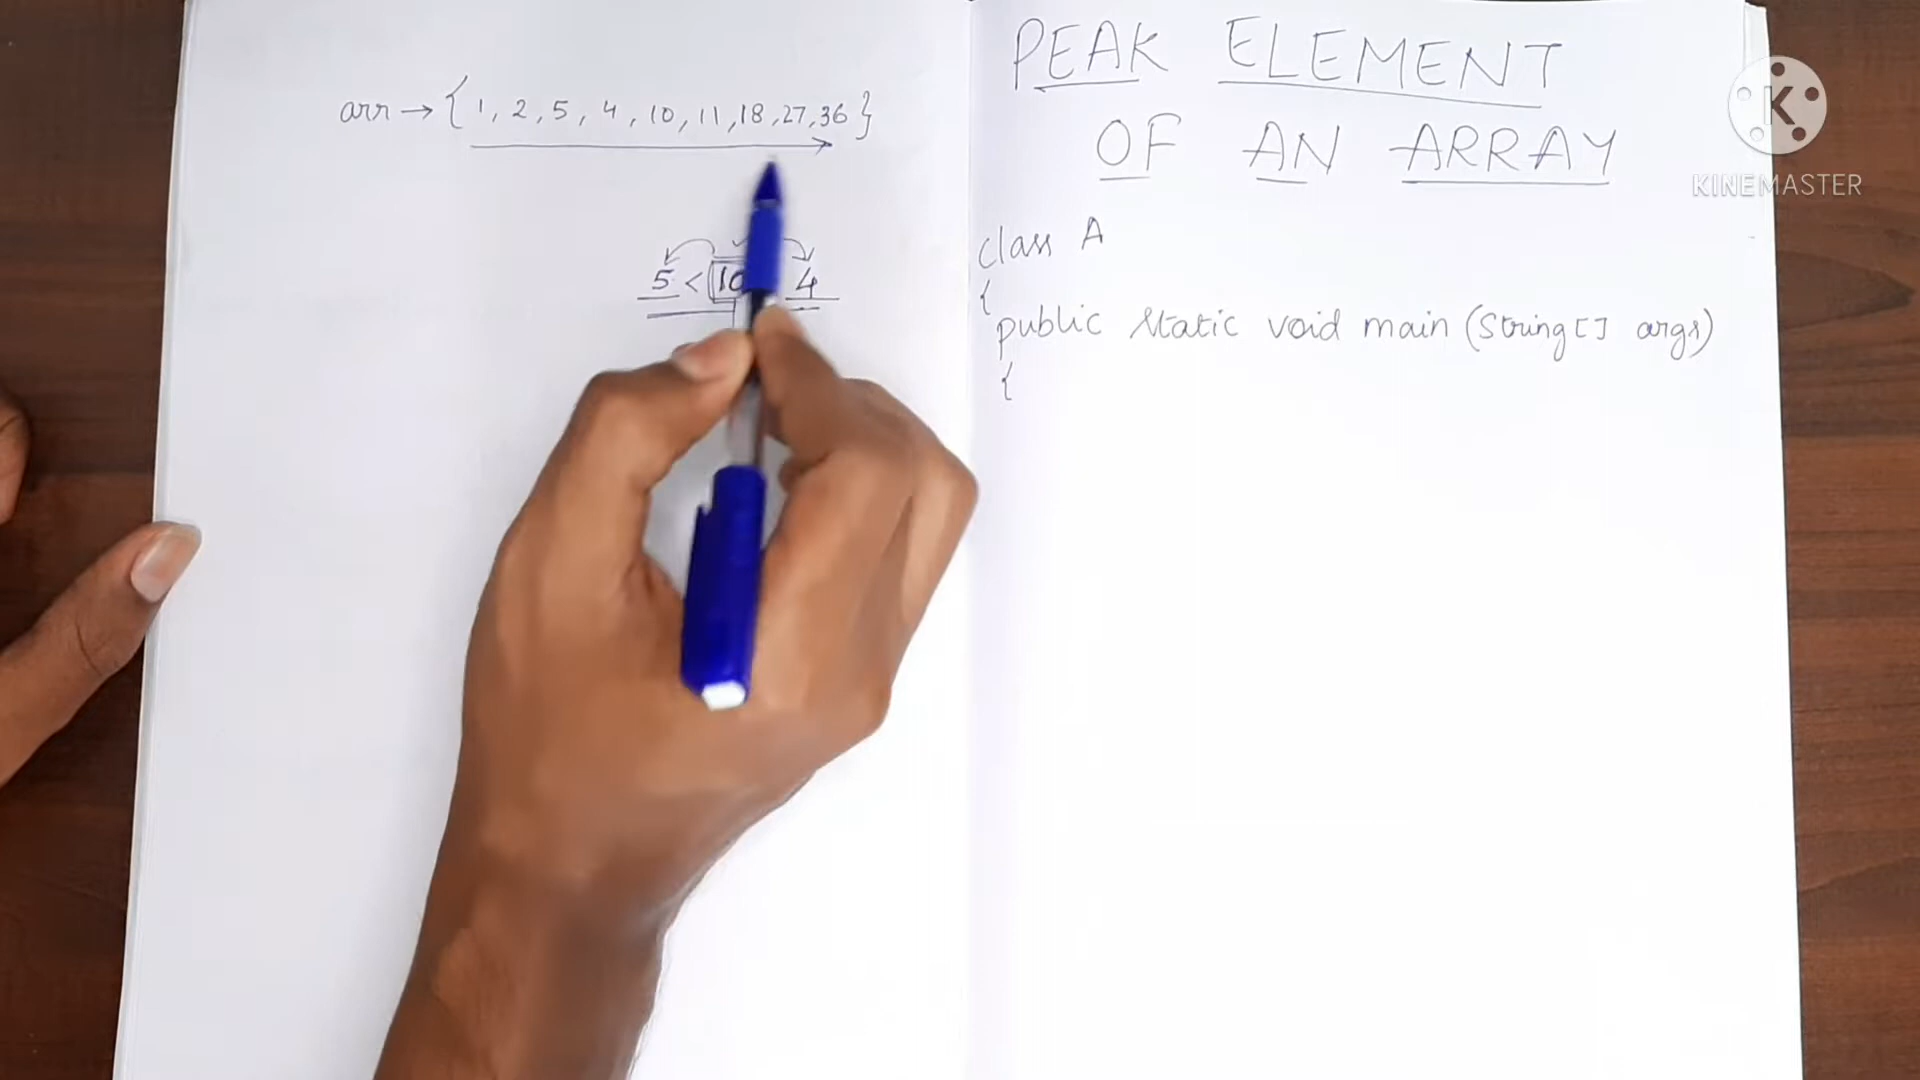 arr → { 1, 2, 5, 4, 10, 11, 18, 27, 36 }
5 < 10 4
PEAK ELEMENT
OF AN ARRAY
class A
{
public static void main (String[] args)
{
K
KINEMASTER